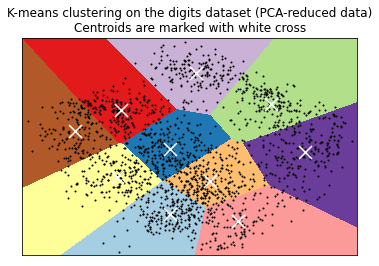 K-means clustering on the digits dataset (PCA-reduced data)
Centroids are marked with white cross